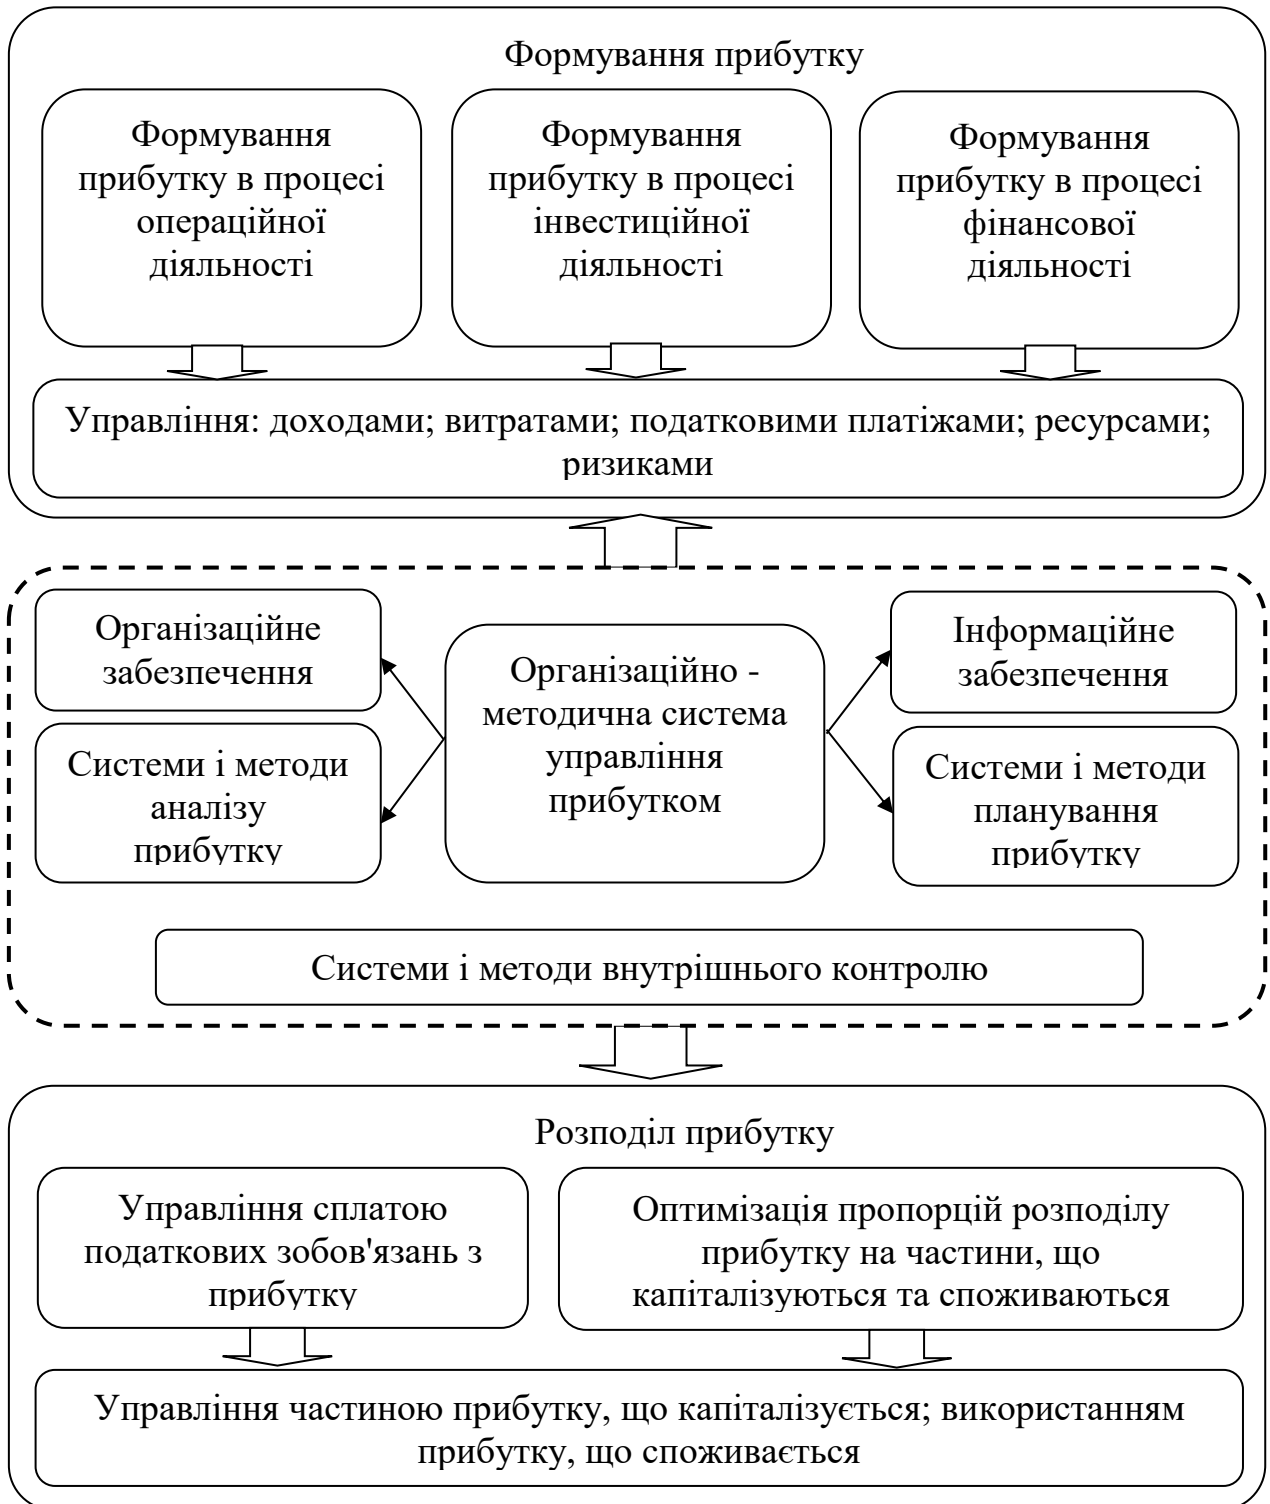 Формування прибутку
Формування
прибутку в процесі
операційної
діяльності
Формування
прибутку в процесі
інвестиційної
діяльності
Формування
прибутку в процесі
фінансової
діяльності
Управління: доходами; витратами; податковими платіжами; ресурсами;
ризиками
Організаційне
забезпечення
Системи і методи
аналізу
прибутку
Організаційно -
методична система
управління
прибутком
Інформаційне
забезпечення
Системи і методи
планування
прибутку
Системи і методи внутрішнього контролю
Розподіл прибутку
Управління сплатою
податкових зобов'язань з
прибутку
Оптимізація пропорцій розподілу
прибутку на частини, що
капіталізуються та споживаються
Управління частиною прибутку, що капіталізується; використанням
прибутку, що споживається